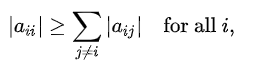 |a_{ii}| ≥ ∑_{j≠i} |a_{ij}| for all i,